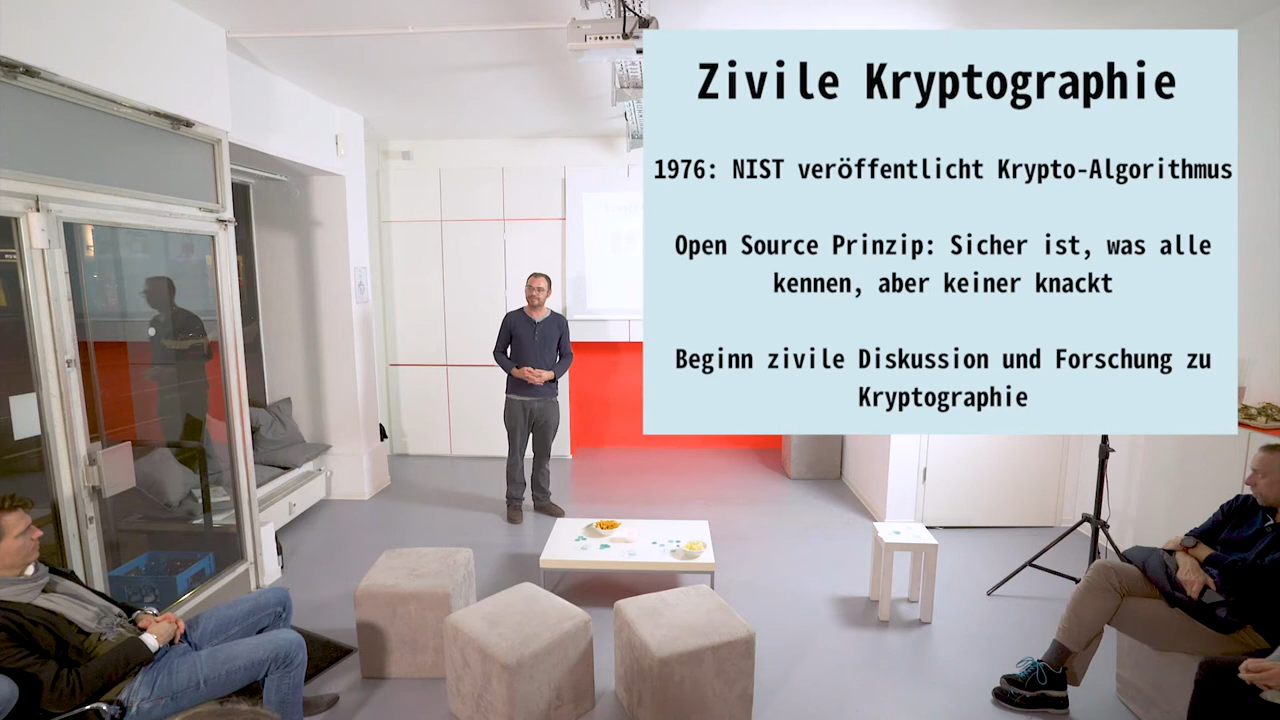 Zivile Kryptographie
1976: NIST veröffentlicht Krypto-Algorithmus
Open Source Prinzip: Sicher ist, was alle
kennen, aber keiner knackt
Beginn zivile Diskussion und Forschung zu
Kryptographie